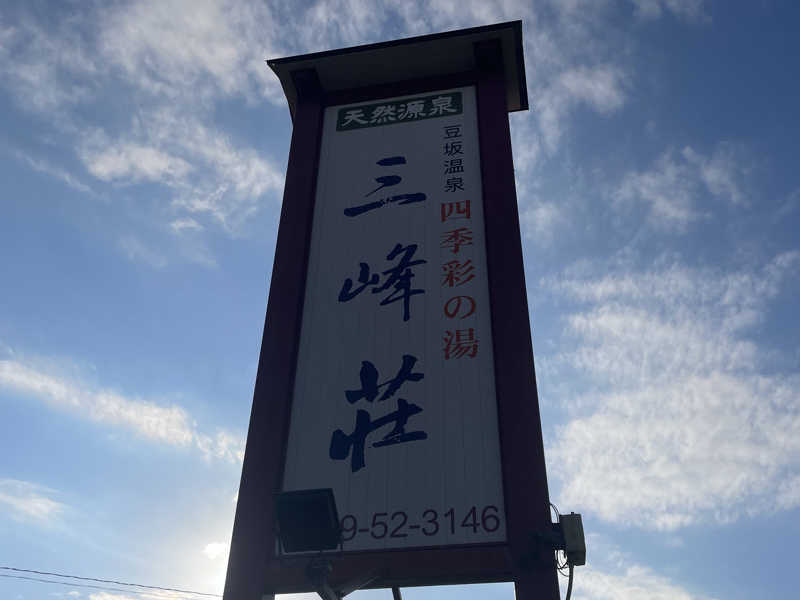 天然源泉
豆坂温泉
四季彩の湯
三峰荘
9-52-3146